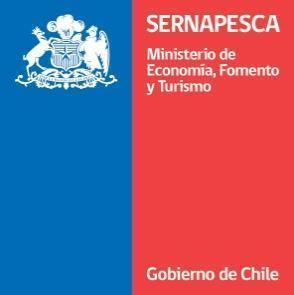 SERNAPESCA
Ministerio de
Economía, Fomento
y Turismo
Gobierno de Chile